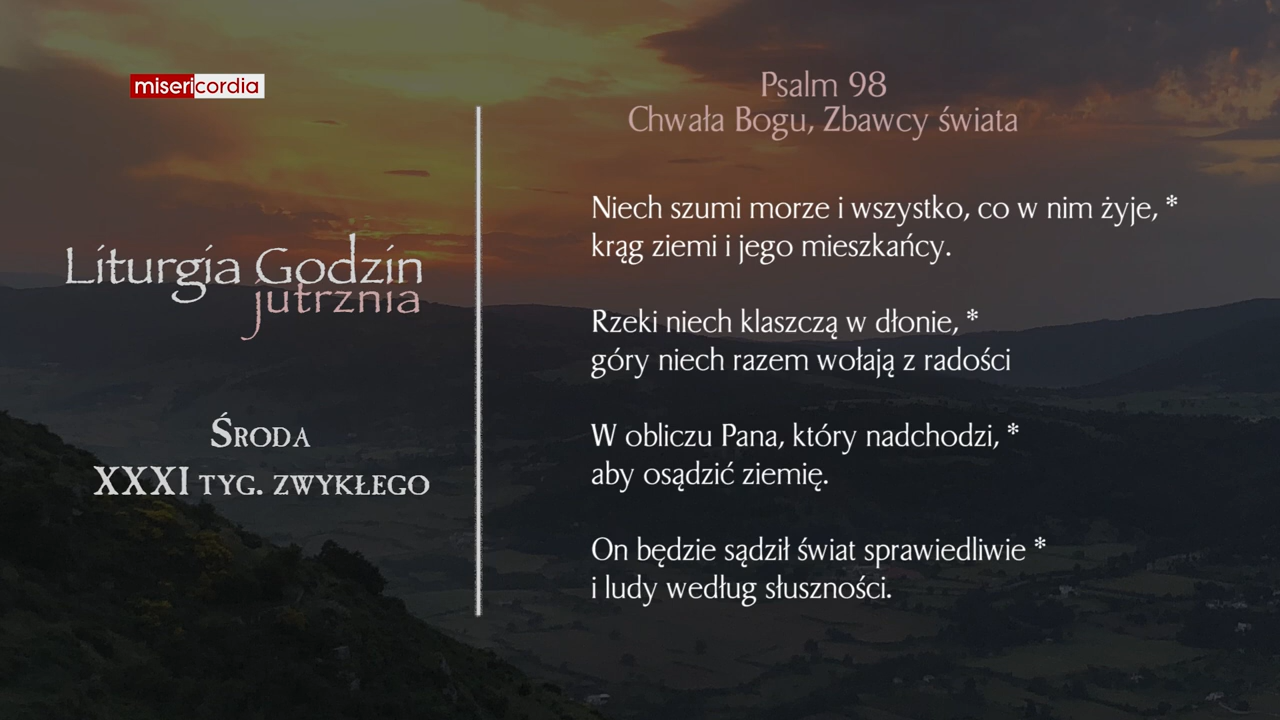 misericordia
Liturgia Godzin
jutrznia
Środa
XXXI tyg. zwykłego
Psalm 98
Chwała Bogu, Zbawcy świata
Niech szumi morze i wszystko, co w nim żyje, *
krąg ziemi i jego mieszkańcy.
Rzeki niech klaszczą w dłonie, *
góry niech razem wołają z radości
W obliczu Pana, który nadchodzi, *
aby osądzić ziemię.
On będzie sądził świat sprawiedliwie *
i ludy według słuszności.